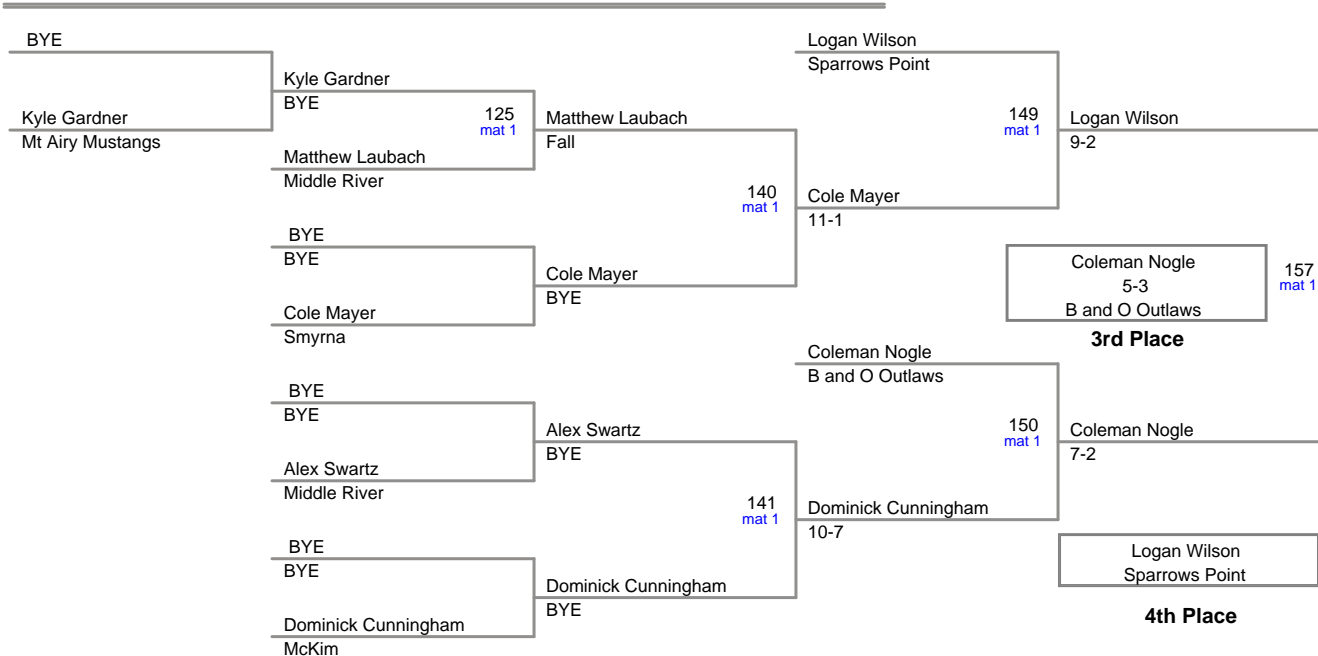 BYE
Kyle Gardner
Mt Airy Mustangs
Kyle Gardner
BYE
125
mat 1
Matthew Laubach
Middle River
Matthew Laubach
Fall
BYE
BYE
Cole Mayer
Smyrna
Cole Mayer
BYE
140
mat 1
Logan Wilson
Sparrows Point
Cole Mayer
11-1
149
mat 1
Logan Wilson
9-2
Coleman Nogle
5-3
B and O Outlaws
157
mat 1
3rd Place
BYE
BYE
Alex Swartz
Middle River
Alex Swartz
BYE
BYE
BYE
Dominick Cunningham
McKim
Dominick Cunningham
BYE
141
mat 1
Coleman Nogle
B and O Outlaws
Dominick Cunningham
10-7
150
mat 1
Coleman Nogle
7-2
Logan Wilson
Sparrows Point
4th Place